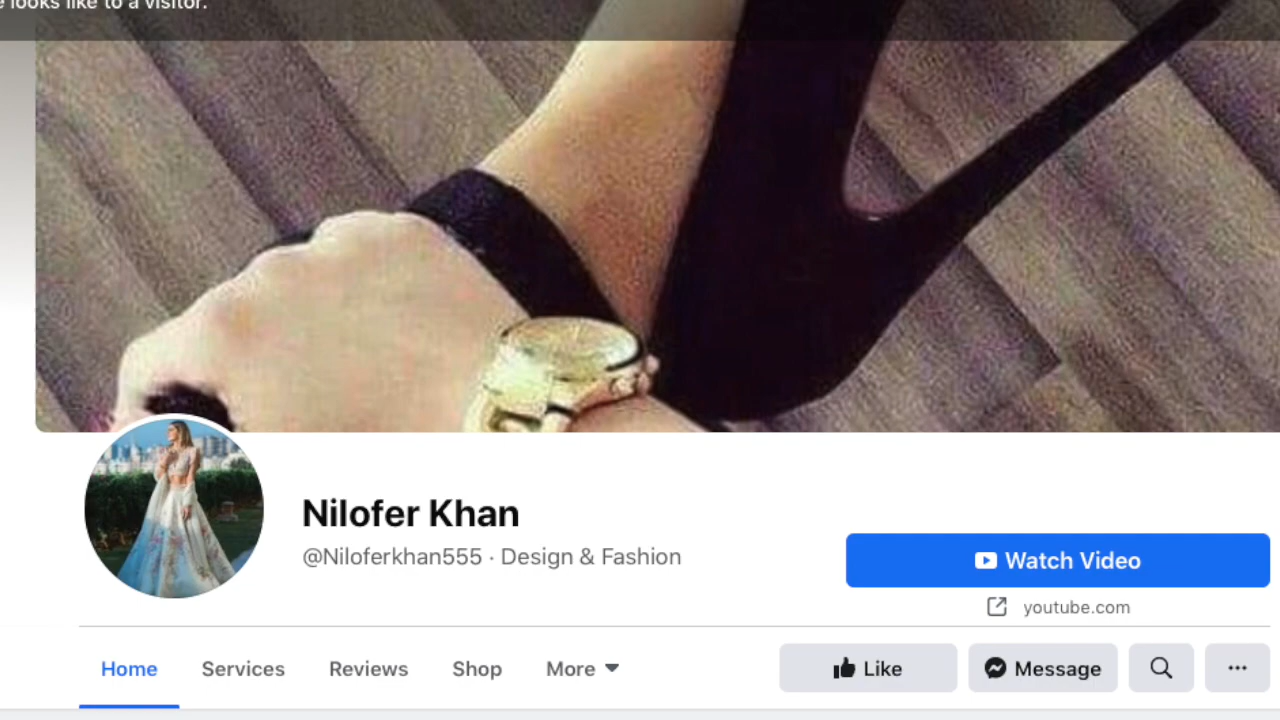 looks like to a visitor.
Nilofer Khan
@Niloferkhan555 · Design & Fashion
Watch Video
youtube.com
Home Services Reviews Shop More Like Message